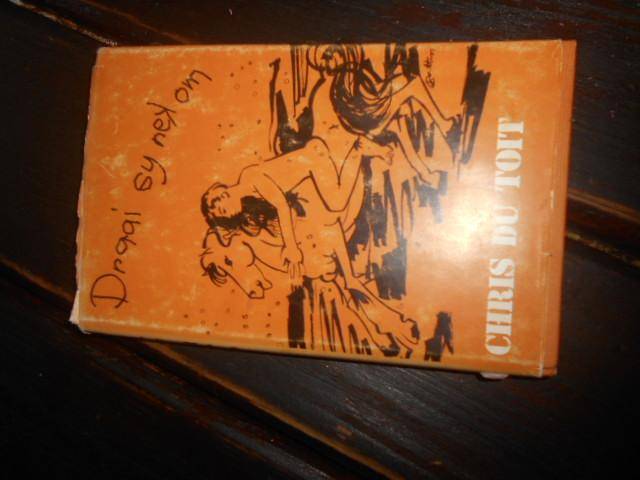 Draai sy nek om
CHRIS DU TOIT